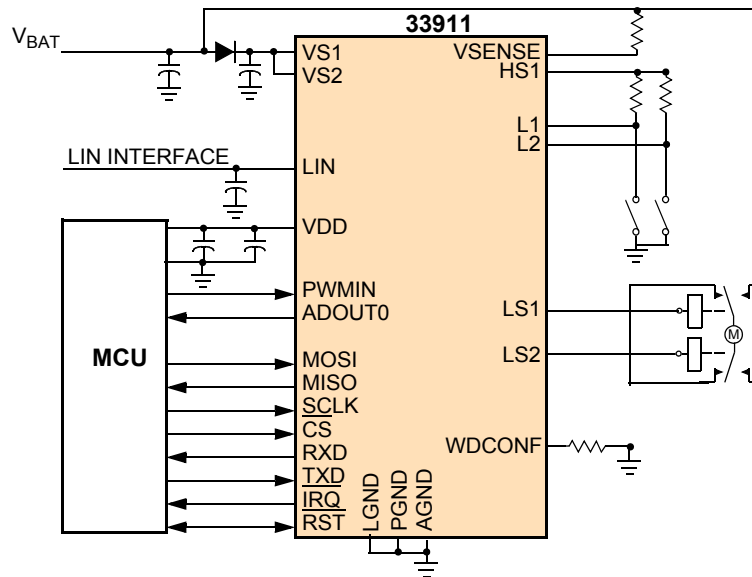 33911
V_BAT
VS1
VS2
VSENSE
HS1
L1
L2
LIN INTERFACE
LIN
VDD
PWMIN
ADOUT0
LS1
MCU
MOSI
LS2
MISO
SCLK
CS
RXD
WDCONF
TXD
IRQ
RST
LGND
PGND
AGND
M